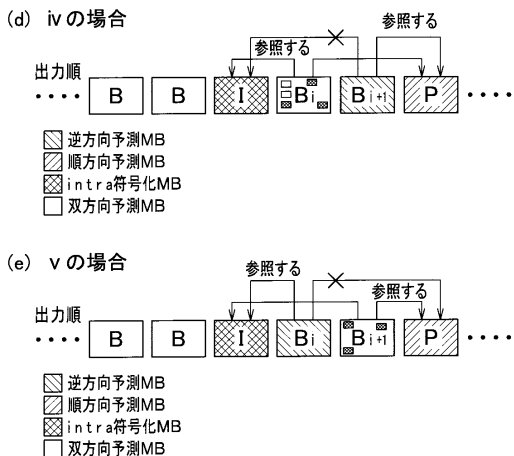 (d) ivの場合
参照する
参照する
出力順
···· B B I Bi Bi+1 P ····
逆方向予測MB
順方向予測MB
intra符号化MB
双方向予測MB
(e) vの場合
参照する
参照する
出力順
···· B B I Bi Bi+1 P ····
逆方向予測MB
順方向予測MB
intra符号化MB
双方向予測MB